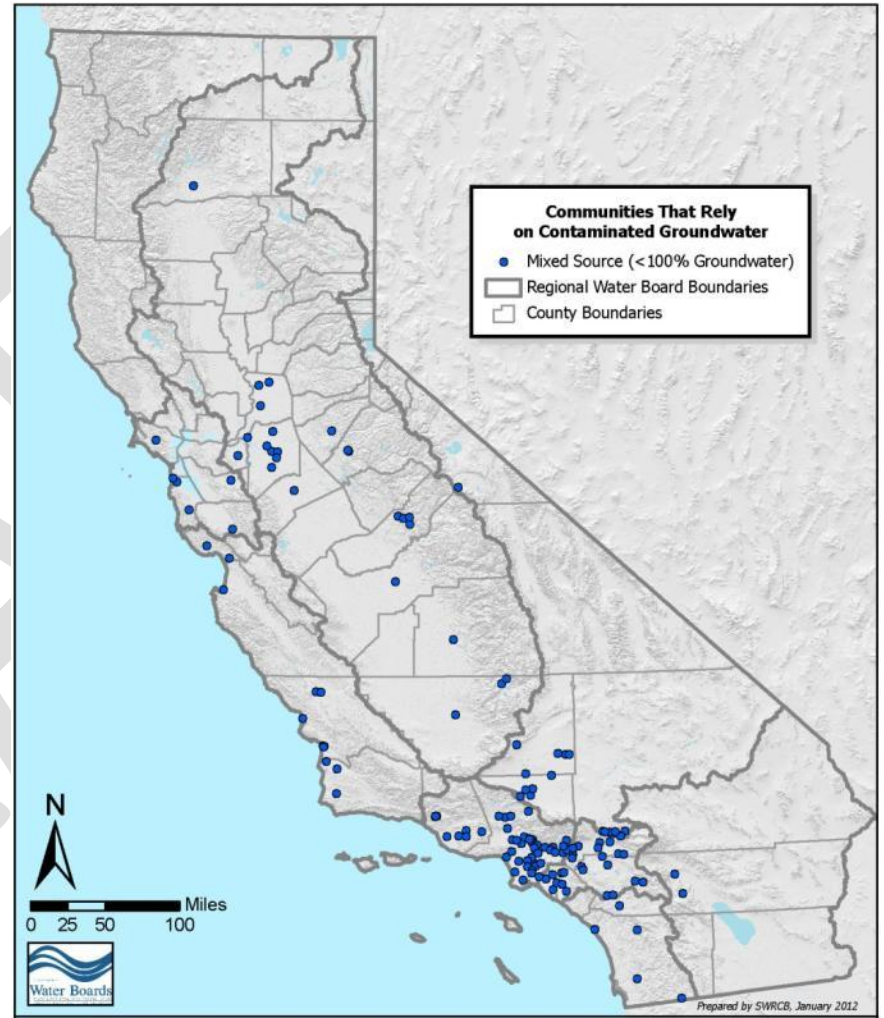 Communities That Rely
on Contaminated Groundwater
Mixed Source (<100% Groundwater)
Regional Water Board Boundaries
County Boundaries
N
Miles
0 25 50 100
Water Boards
Prepared by SWRCB, January 2012